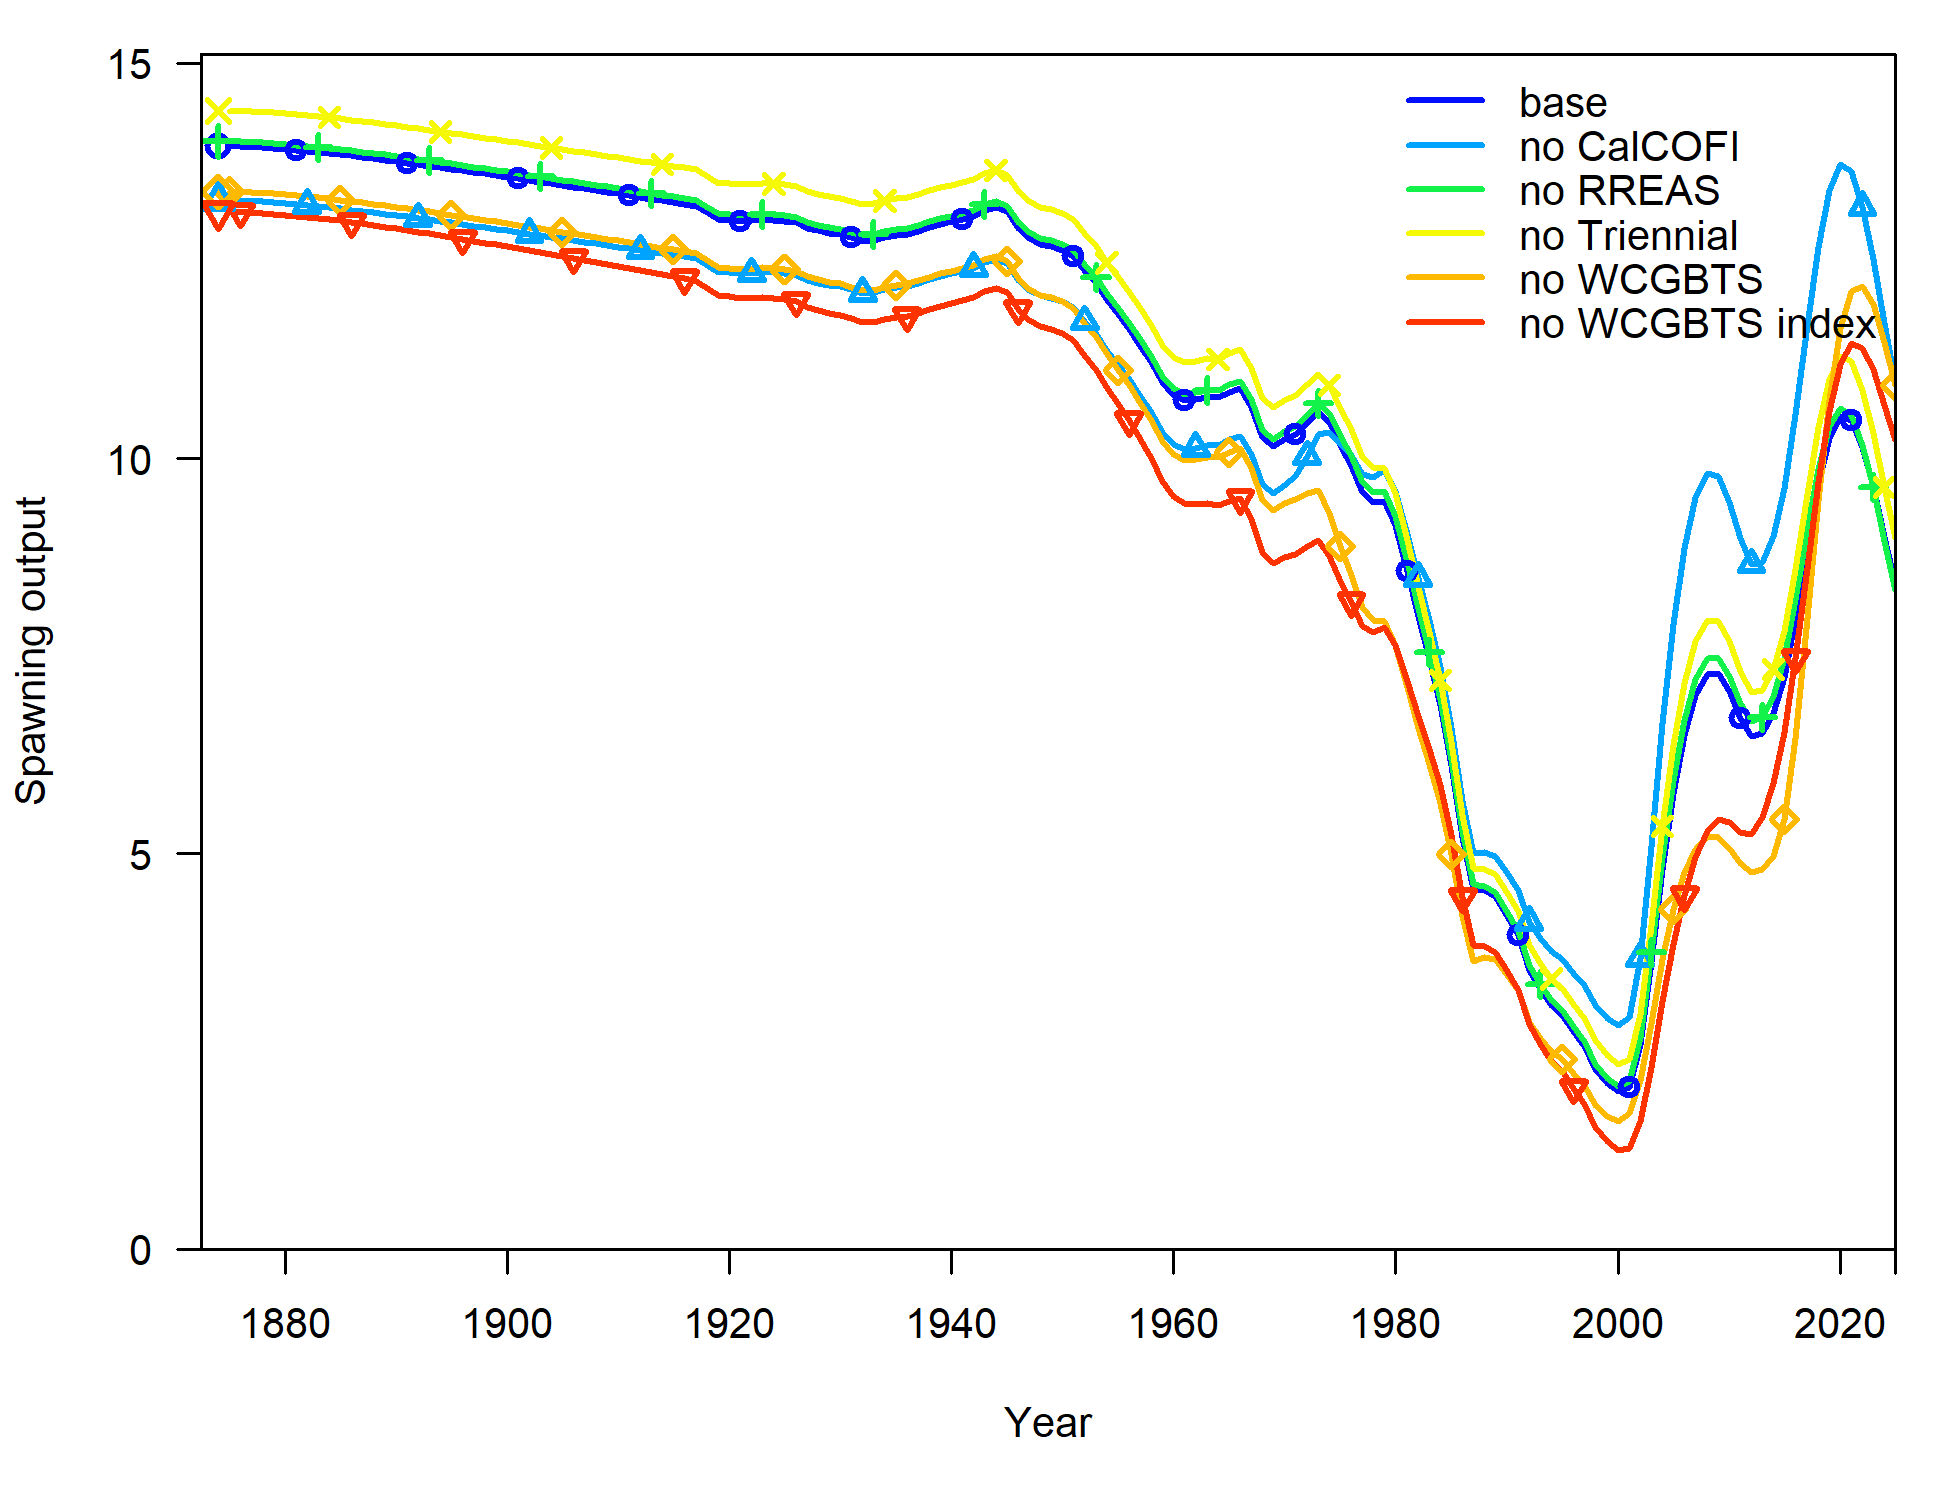 15
10
5
0
Spawning output
base
no CalCOFI
no RREAS
no Triennial
no WCGBTS
no WCGBTS index
1880 1900 1920 1940 1960 1980 2000 2020
Year